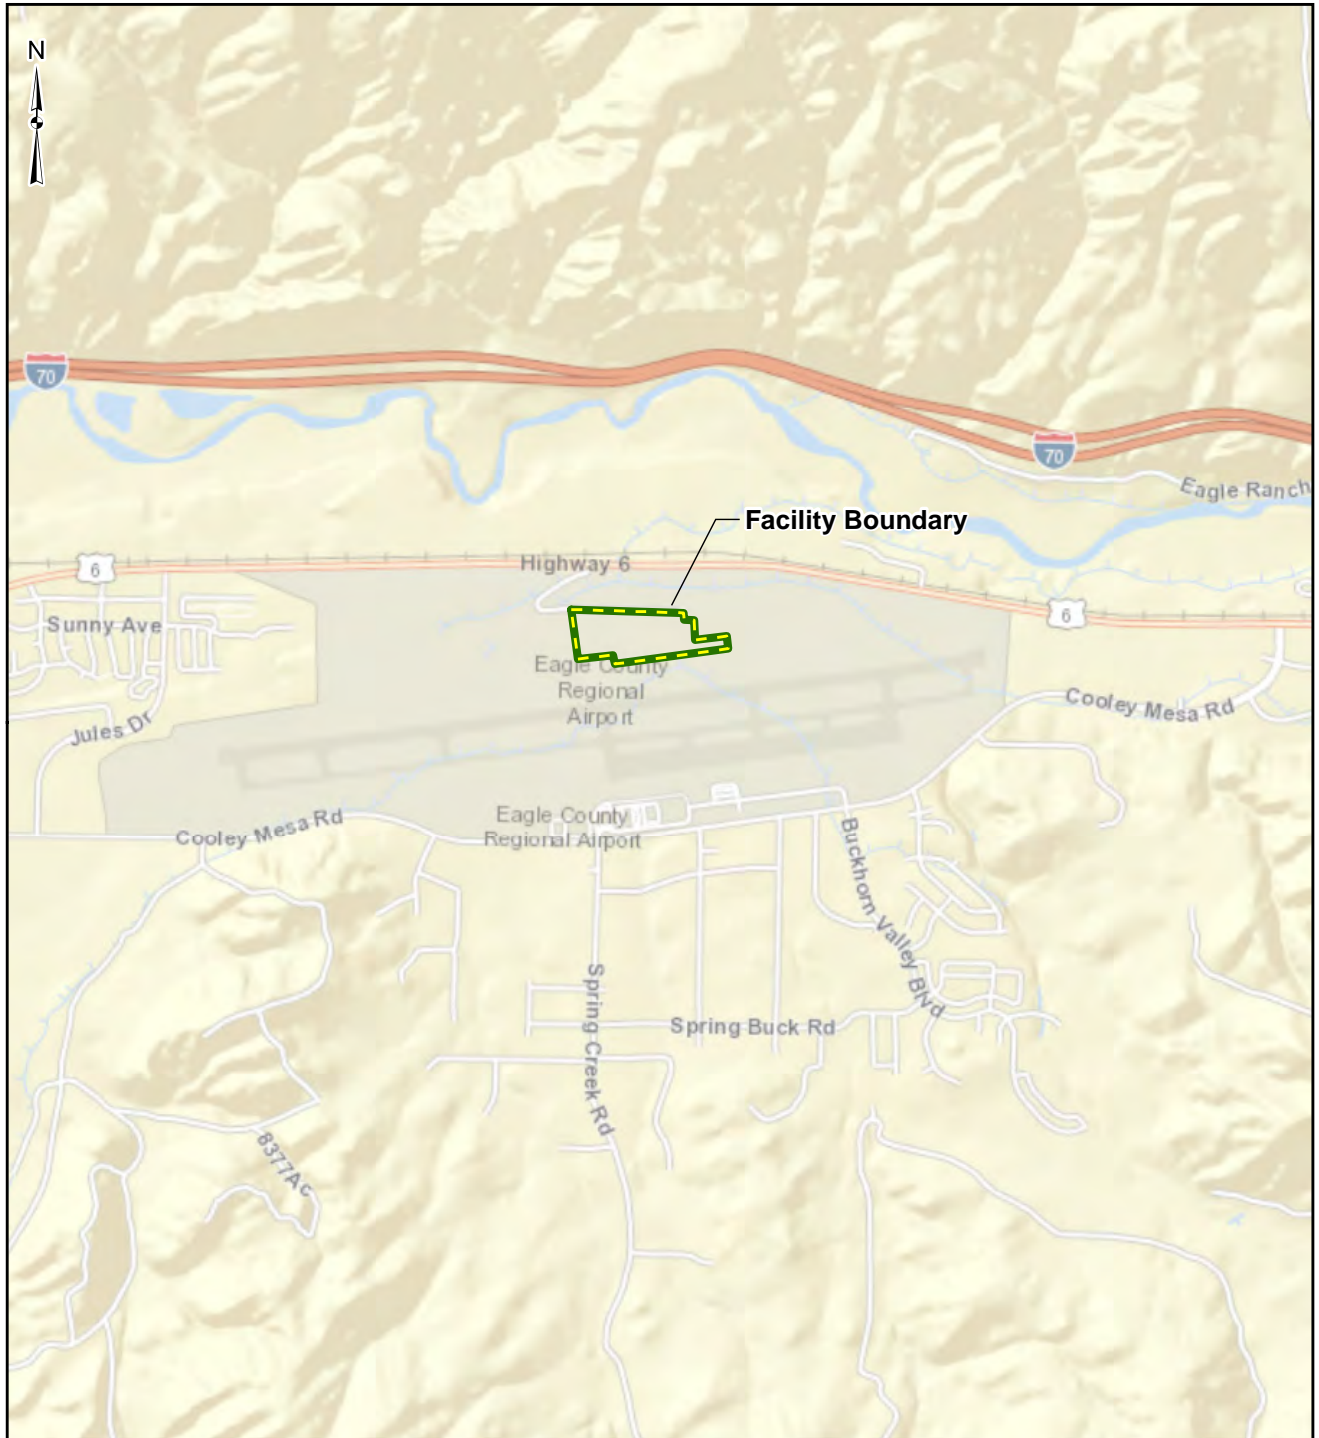 N
70
70
Eagle Ranch
Facility Boundary
Highway 6
6
6
Sunny Ave
Eagle County
Regional
Airport
Cooley Mesa Rd
Jules Dr
Eagle County
Regional Airport
Cooley Mesa Rd
Buckhorn Valley Blvd
Spring Creek Rd
Spring Buck Rd
8377Ac